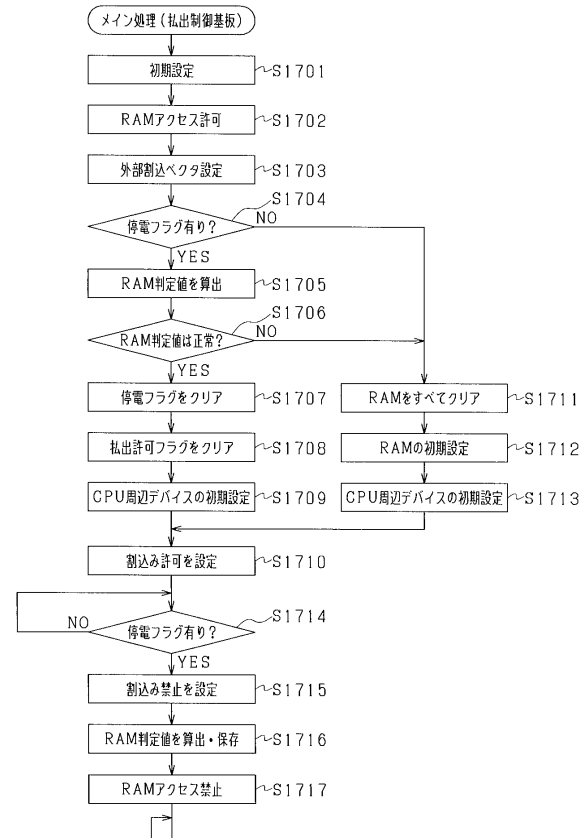 メイン処理(払出制御基板)
初期設定
S1701
RAMアクセス許可
S1702
外部割込ベクタ設定
S1703
停電フラグ有り?
S1704
NO
YES
RAM判定値を算出
S1705
RAM判定値は正常?
S1706
NO
YES
停電フラグをクリア
S1707
RAMをすべてクリア
S1711
払出許可フラグをクリア
S1708
RAMの初期設定
S1712
CPU周辺デバイスの初期設定
S1709
CPU周辺デバイスの初期設定
S1713
割込み許可を設定
S1710
停電フラグ有り?
S1714
NO
YES
割込み禁止を設定
S1715
RAM判定値を算出・保存
S1716
RAMアクセス禁止
S1717